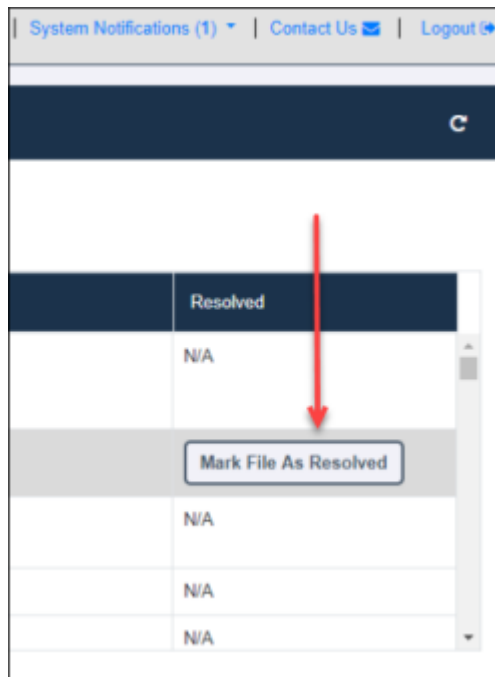 | System Notifications (1) | Contact Us | Logout
Resolved
N/A
Mark File As Resolved
N/A
N/A
N/A